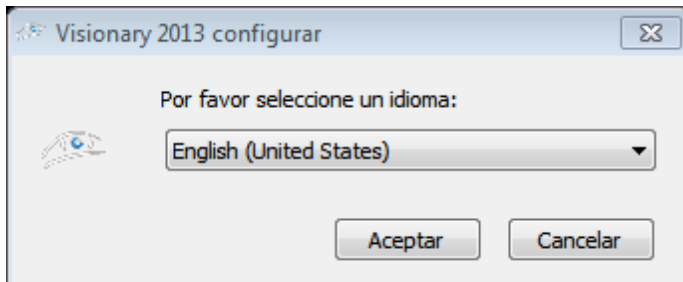 Visionary 2013 configurar
Por favor seleccione un idioma:
English (United States)
Aceptar
Cancelar